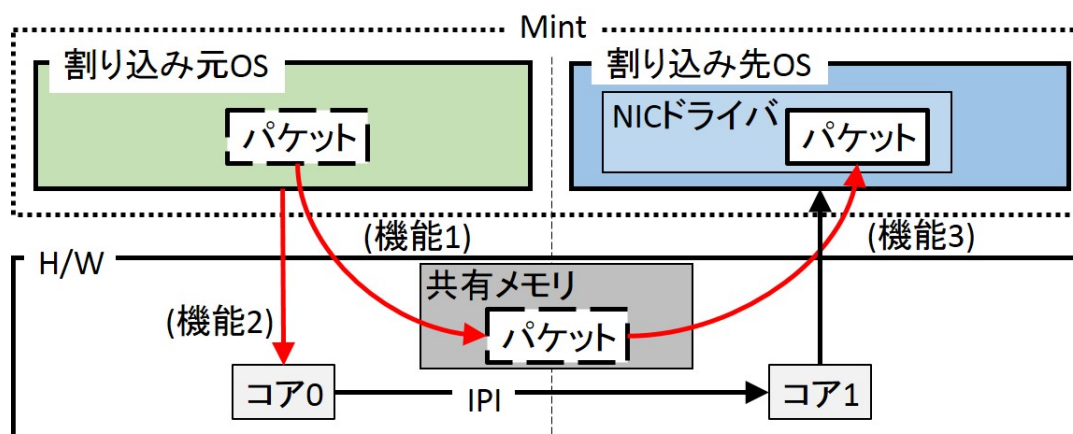 Mint
割り込み元OS
割り込み先OS
NICドライバ
パケット
パケット
(機能1)
(機能3)
H/W
共有メモリ
(機能2)
パケット
コア0
IPI
コア1